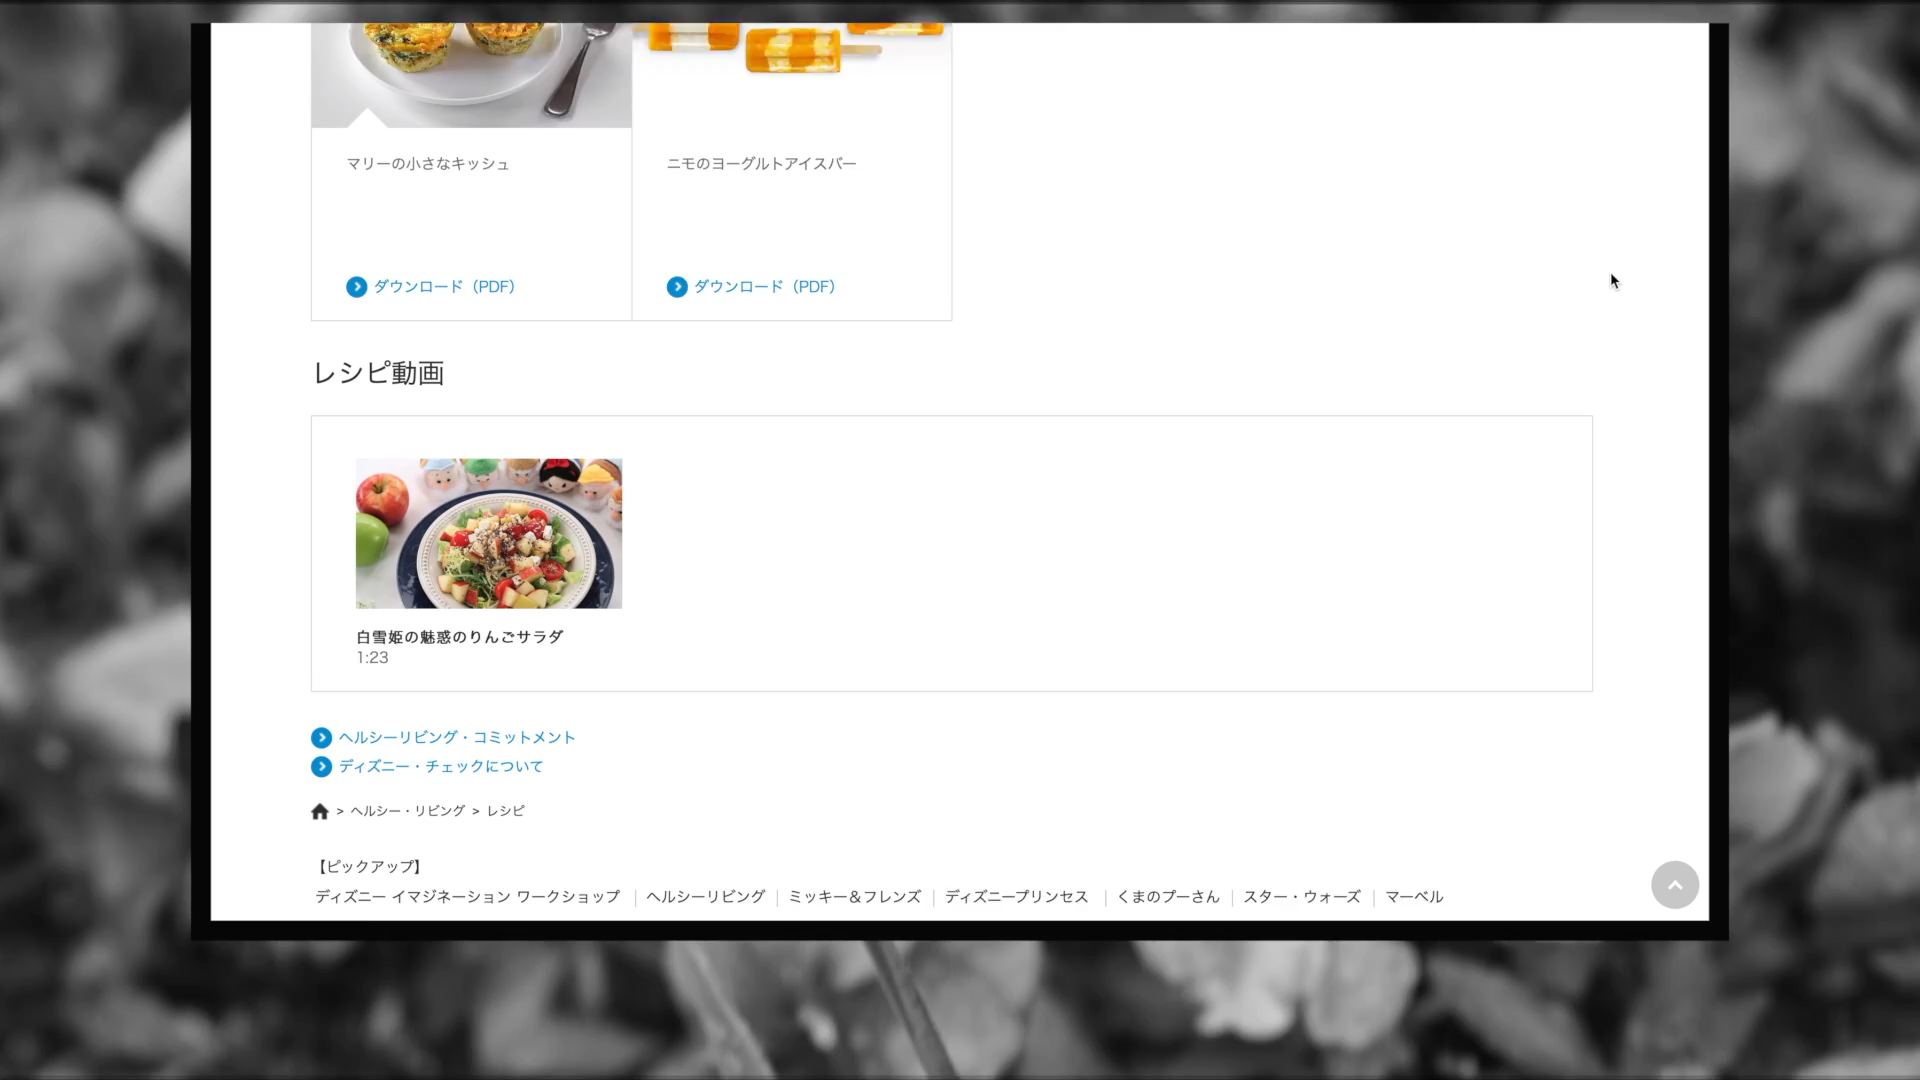 マリーの小さなキッシュ
ニモのヨーグルトアイスバー
ダウンロード（PDF）
ダウンロード（PDF）
レシピ動画
白雪姫の魅惑のりんごサラダ
1:23
ヘルシーリビング・コミットメント
ディズニー・チェックについて
> ヘルシー・リビング > レシピ
【ピックアップ】
ディズニー イマジネーション ワークショップ | ヘルシーリビング | ミッキー＆フレンズ | ディズニープリンセス | くまのプーさん | スター・ウォーズ | マーベル